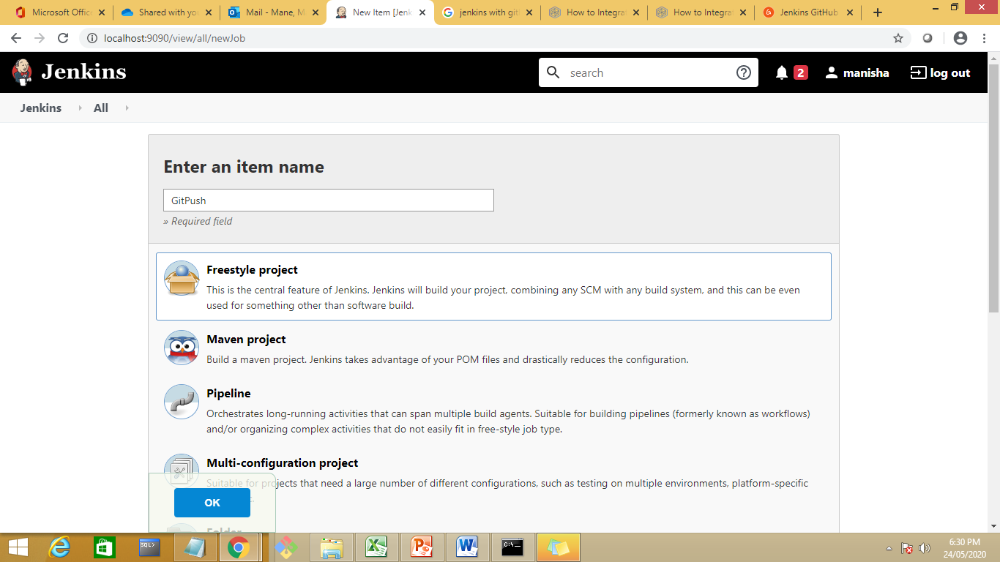 Microsoft Offic
Shared with you
Mail - Mane, M
New Item [Jenk
jenkins with git
How to Integra
How to Integra
Jenkins GitHub
localhost:9090/view/all/newJob
Jenkins
search
2
manisha
log out
Jenkins
All
Enter an item name
GitPush
» Required field
Freestyle project
This is the central feature of Jenkins. Jenkins will build your project, combining any SCM with any build system, and this can be even
used for something other than software build.
Maven project
Build a maven project. Jenkins takes advantage of your POM files and drastically reduces the configuration.
Pipeline
Orchestrates long-running activities that can span multiple build agents. Suitable for building pipelines (formerly known as workflows)
and/or organizing complex activities that do not easily fit in free-style job type.
Multi-configuration project
Suitable for projects that need a large number of different configurations, such as testing on multiple environments, platform-specific
OK
Folder
SQL>
C:\
6:30 PM
24/05/2020